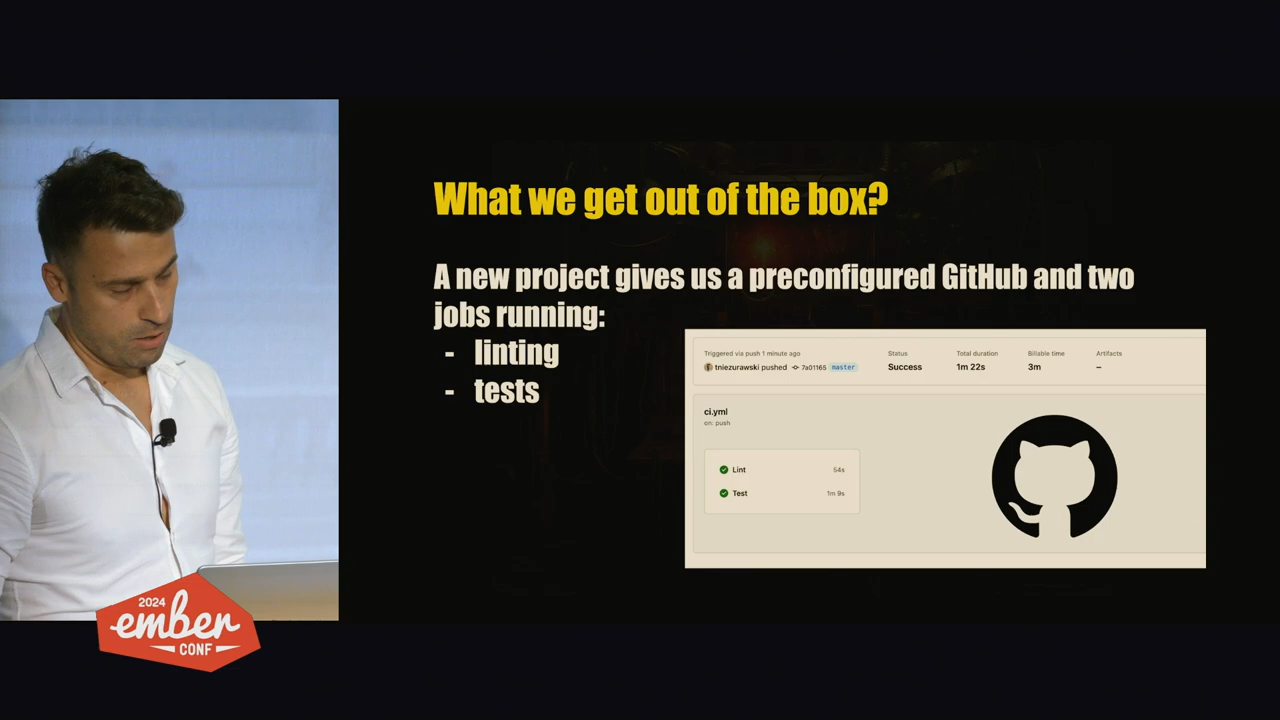 What we get out of the box?
A new project gives us a preconfigured GitHub and two
jobs running:
- linting
- tests
Triggered via push 1 minute ago
tniezurawski pushed 7a01165 master
Status
Success
Total duration
1m 22s
Billable time
3m
Artifacts
–
ci.yml
on: push
Lint 54s
Test 1m 9s
2024
ember
CONF